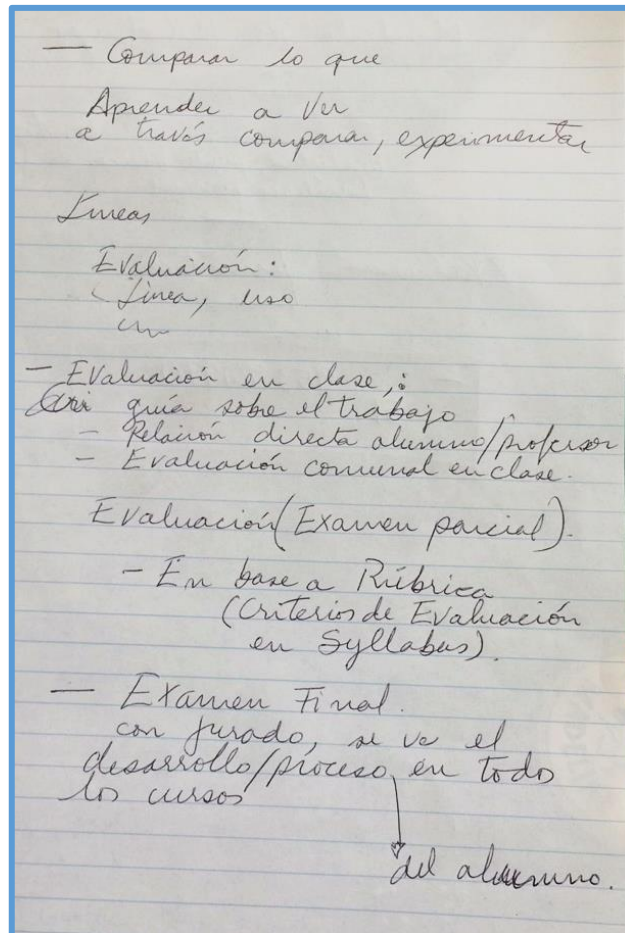 — Comparar lo que
Aprender a Ver
a través comparar, experimentar
Lineas
Evaluación:
Linea, uso
- Evaluación en clase,:
guía sobre el trabajo
- Relación directa alumno/profesor
- Evaluación comunal en clase.
Evaluación (Examen parcial).
- En base a Rúbrica
(Criterios de Evaluación
en Syllabus).
— Examen Final.
con jurado, se ve el
desarrollo/proceso en todo
los cursos
del alumno.